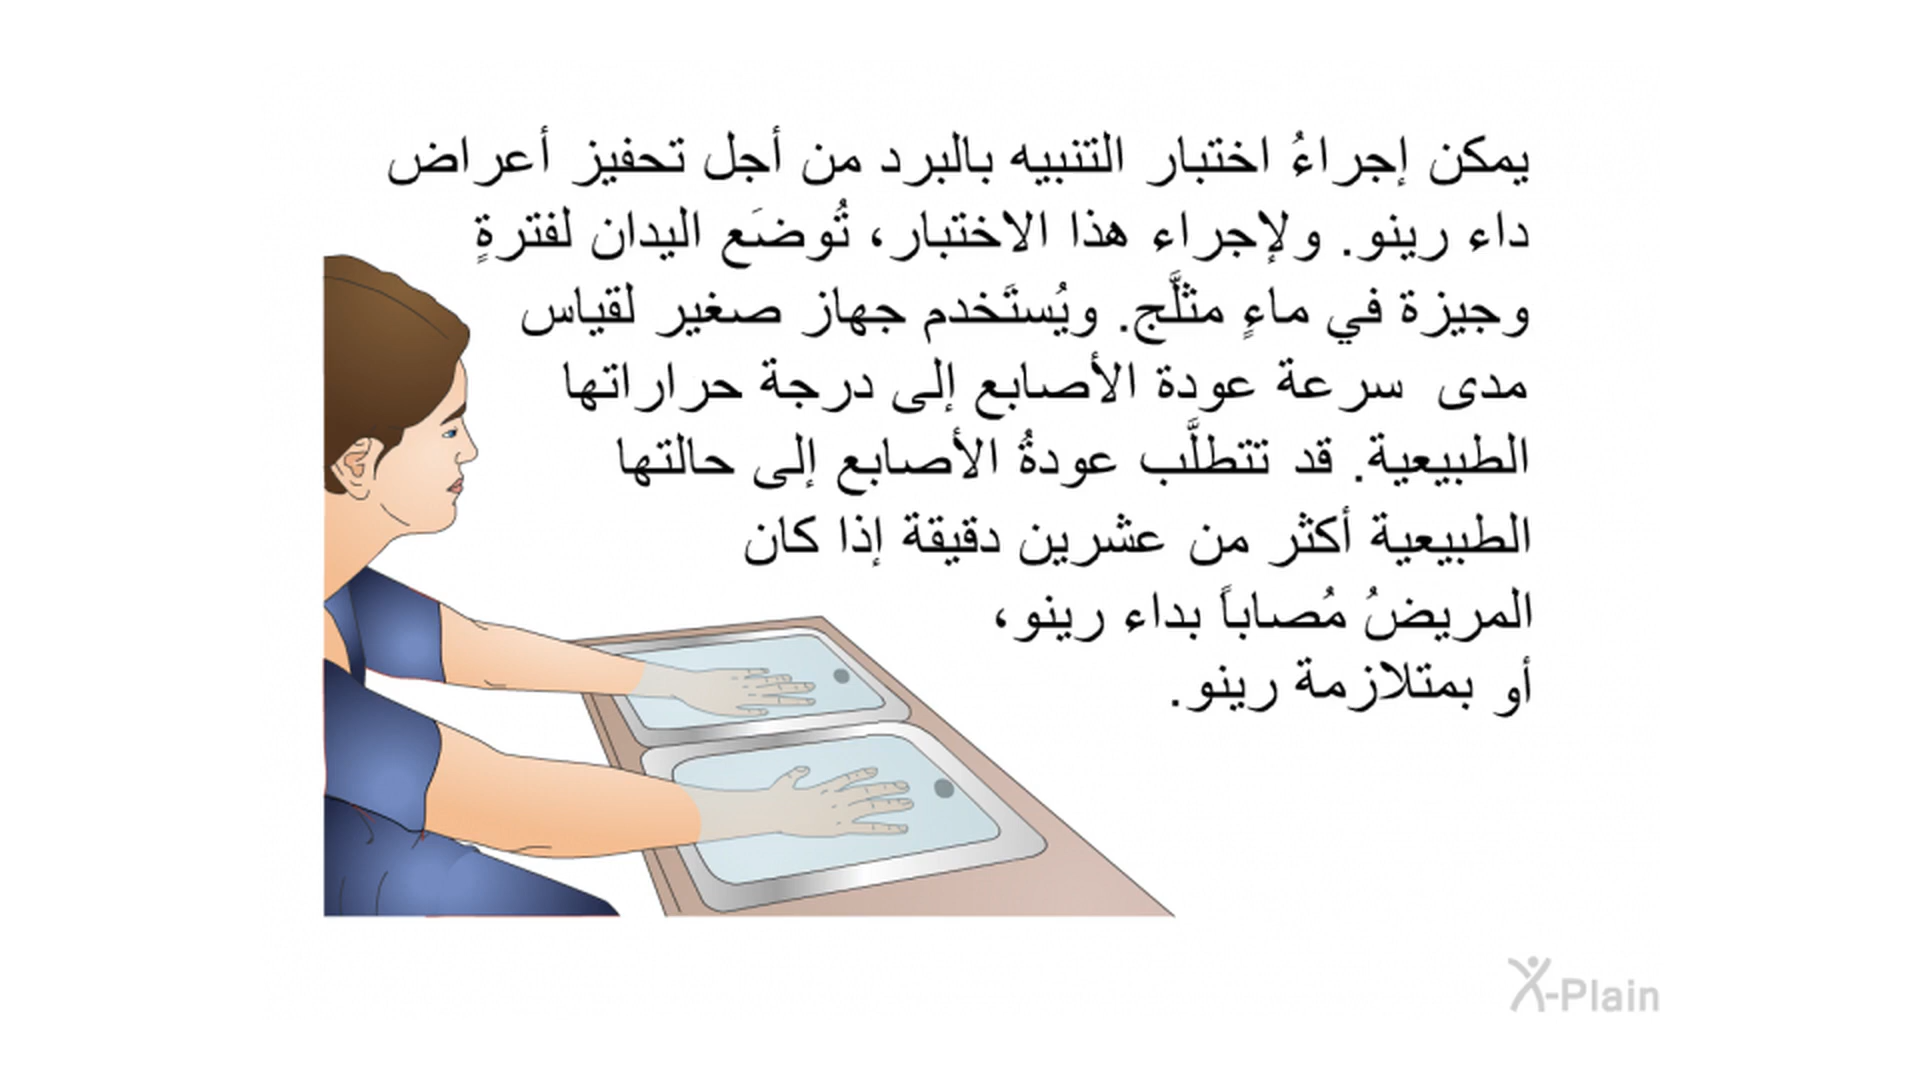 يمكن إجراءُ اختبار التنبيه بالبرد من أجل تحفيز أعراض
داء رينو. ولإجراء هذا الاختبار، تُوضَع اليدان لفترةٍ
وجيزة في ماءٍ مثلَّج. ويُستَخدم جهاز صغير لقياس
مدى سرعة عودة الأصابع إلى درجة حراراتها
الطبيعية. قد تتطلَّب عودةُ الأصابع إلى حالتها
الطبيعية أكثر من عشرين دقيقة إذا كان
المريضُ مُصاباً بداء رينو،
أو بمتلازمة رينو.
X-Plain